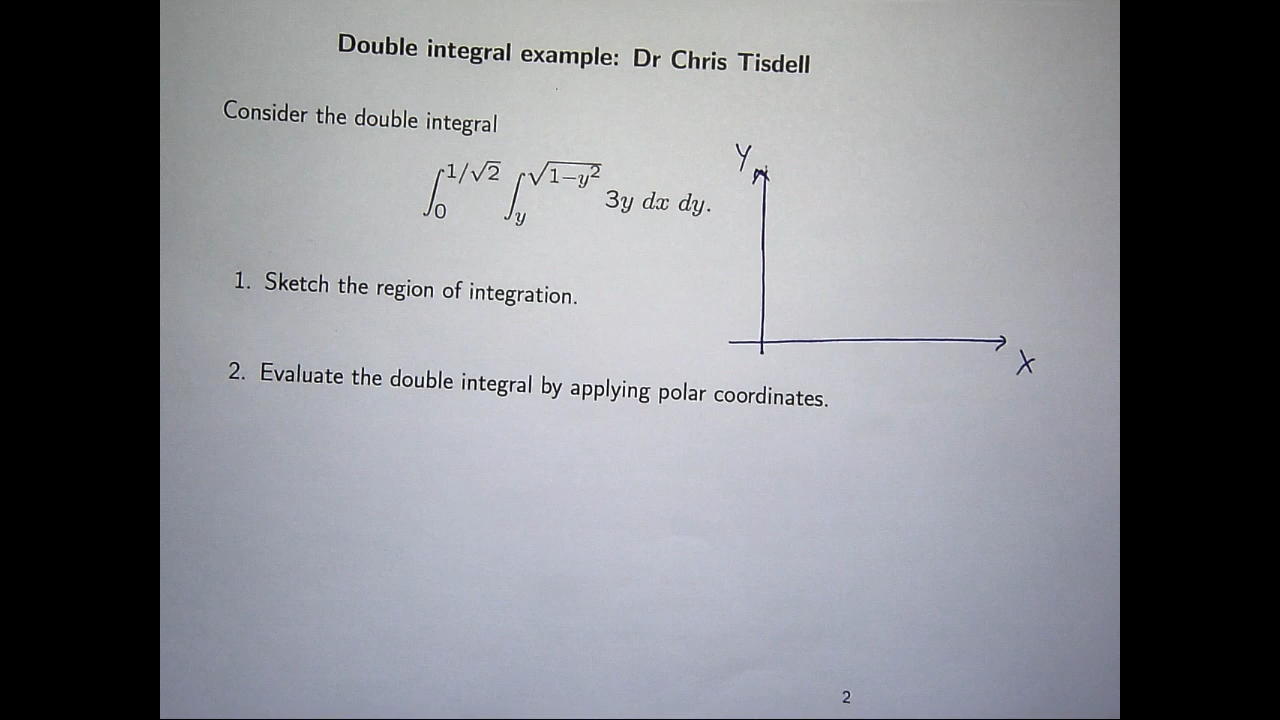 Double integral example: Dr Chris Tisdell
Consider the double integral
∫_0^{1/√2} ∫_y^{√(1−y²)} 3y dx dy.
Y
1. Sketch the region of integration.
X
2. Evaluate the double integral by applying polar coordinates.
2